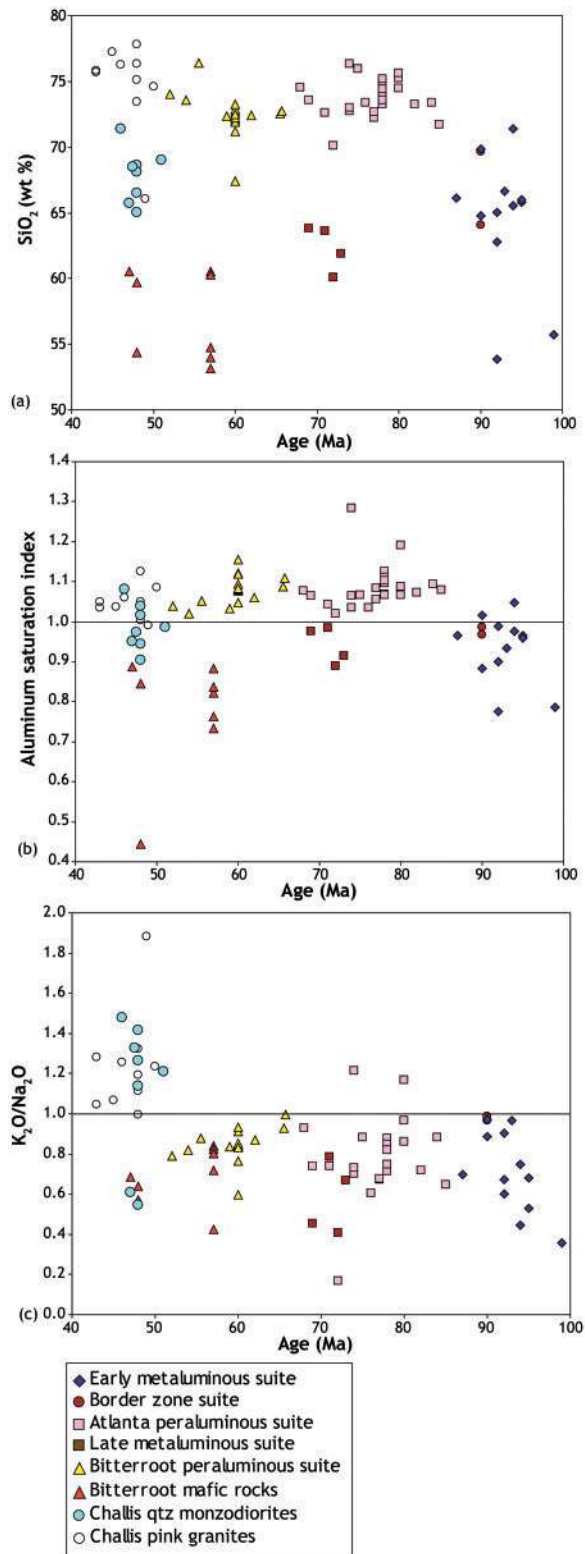 80
75
70
65
60
55
50
SiO₂ (wt %)
(a)
40 50 60 70 80 90 100
Age (Ma)
1.4
1.3
1.2
1.1
1.0
0.9
0.8
0.7
0.6
0.5
0.4
Aluminum saturation index
(b)
40 50 60 70 80 90 100
Age (Ma)
2.0
1.8
1.6
1.4
1.2
1.0
0.8
0.6
0.4
0.2
0.0
K₂O/Na₂O
(c)
40 50 60 70 80 90 100
Age (Ma)
Early metaluminous suite
Border zone suite
Atlanta peraluminous suite
Late metaluminous suite
Bitterroot peraluminous suite
Bitterroot mafic rocks
Challis qtz monzodiorites
Challis pink granites